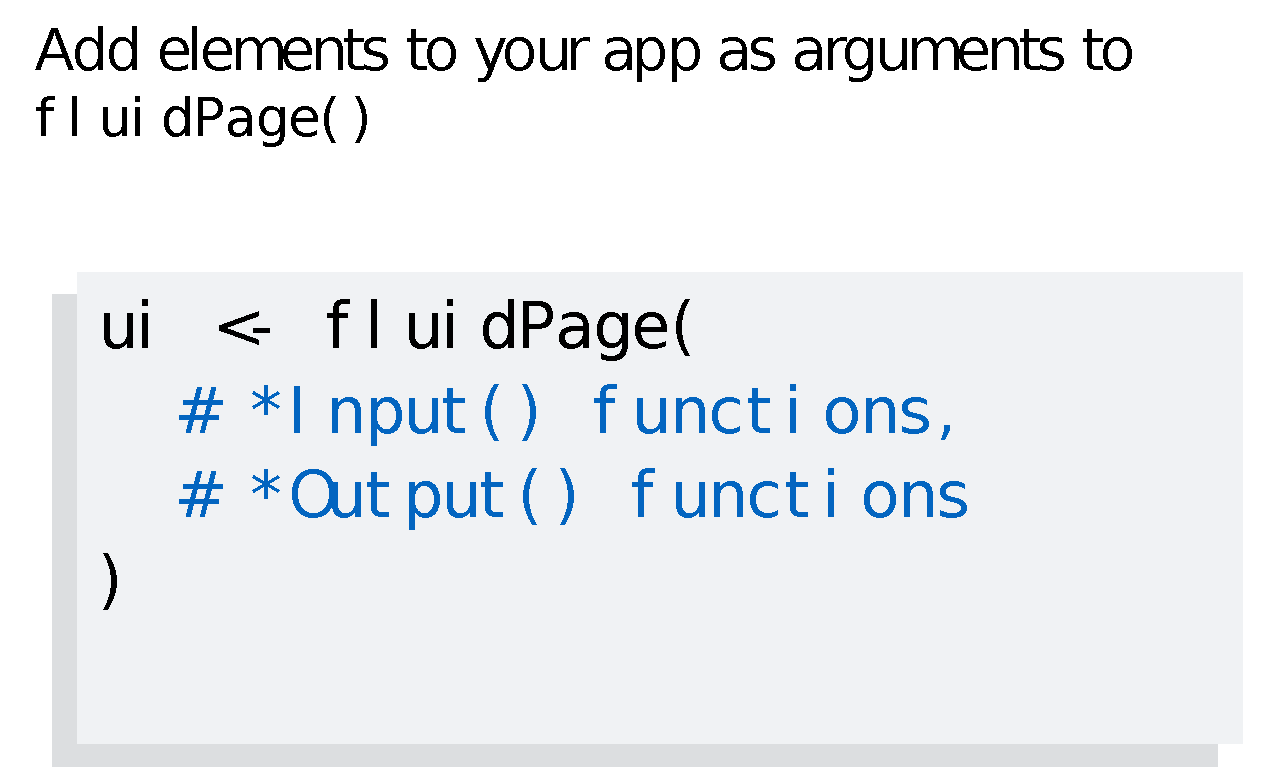 Add elements to your app as arguments to
fluidPage()
ui <- fluidPage(
  # *Input() functions,
  # *Output() functions
)